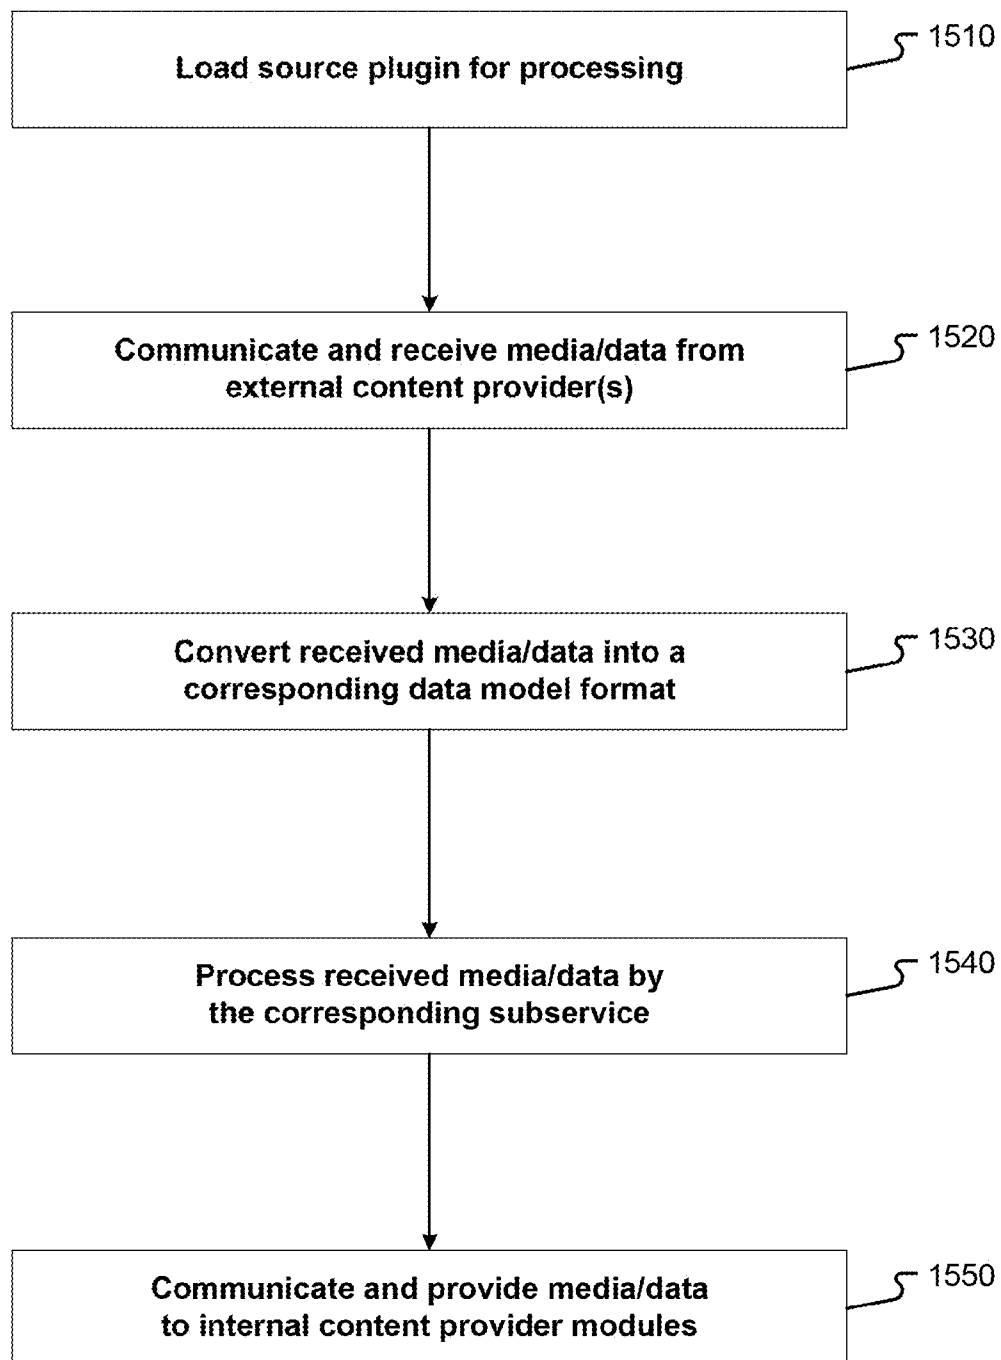 Load source plugin for processing
1510
Communicate and receive media/data from
external content provider(s)
1520
Convert received media/data into a
corresponding data model format
1530
Process received media/data by
the corresponding subservice
1540
Communicate and provide media/data
to internal content provider modules
1550